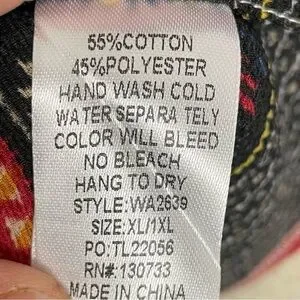 55%COTTON
45%POLYESTER
HAND WASH COLD
WATER SEPARA TELY
COLOR WILL BLEED
NO BLEACH
HANG TO DRY
STYLE:WA2639
SIZE:XL/1XL
PO:TL22056
RN#:130733
MADE IN CHINA